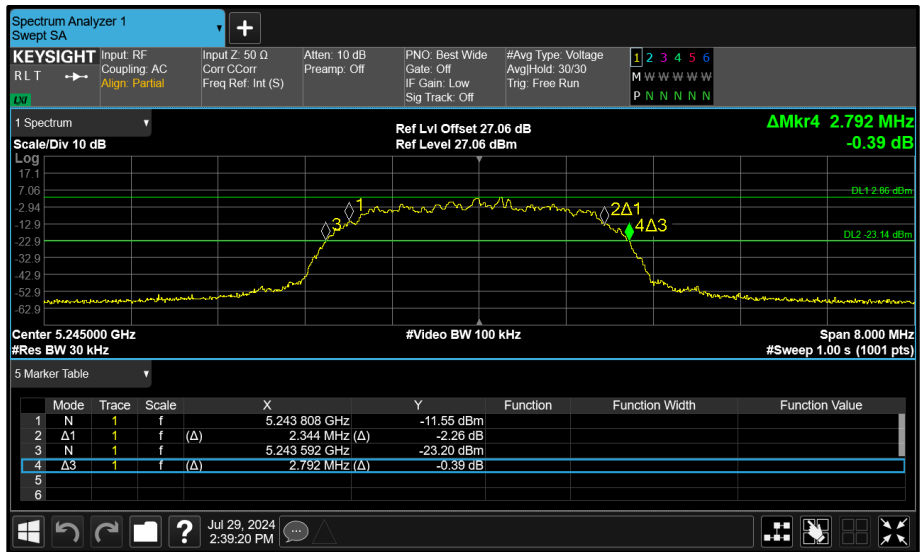 Spectrum Analyzer 1
Swept SA
+
KEYSIGHT
RLT
LXI
Input: RF
Coupling: AC
Align: Partial
Input Z: 50 Ω
Corr CCorr
Freq Ref: Int (S)
Atten: 10 dB
Preamp: Off
PNO: Best Wide
Gate: Off
IF Gain: Low
Sig Track: Off
#Avg Type: Voltage
Avg|Hold: 30/30
Trig: Free Run
1 2 3 4 5 6
M W W W W W
P N N N N N
1 Spectrum
Scale/Div 10 dB
Ref Lvl Offset 27.06 dB
Ref Level 27.06 dBm
ΔMkr4 2.792 MHz
-0.39 dB
Log
17.1
7.06
-2.94
-12.9
-22.9
-32.9
-42.9
-52.9
-62.9
DL1 2.86 dBm
DL2 -23.14 dBm
1
3
2Δ1
4Δ3
Center 5.245000 GHz
#Video BW 100 kHz
Span 8.000 MHz
#Res BW 30 kHz
#Sweep 1.00 s (1001 pts)
5 Marker Table
Mode Trace Scale X Y Function Function Width Function Value
1 N 1 f 5.243 808 GHz -11.55 dBm
2 Δ1 1 f (Δ) 2.344 MHz (Δ) -2.26 dB
3 N 1 f 5.243 592 GHz -23.20 dBm
4 Δ3 1 f (Δ) 2.792 MHz (Δ) -0.39 dB
5
6
?
Jul 29, 2024
2:39:20 PM